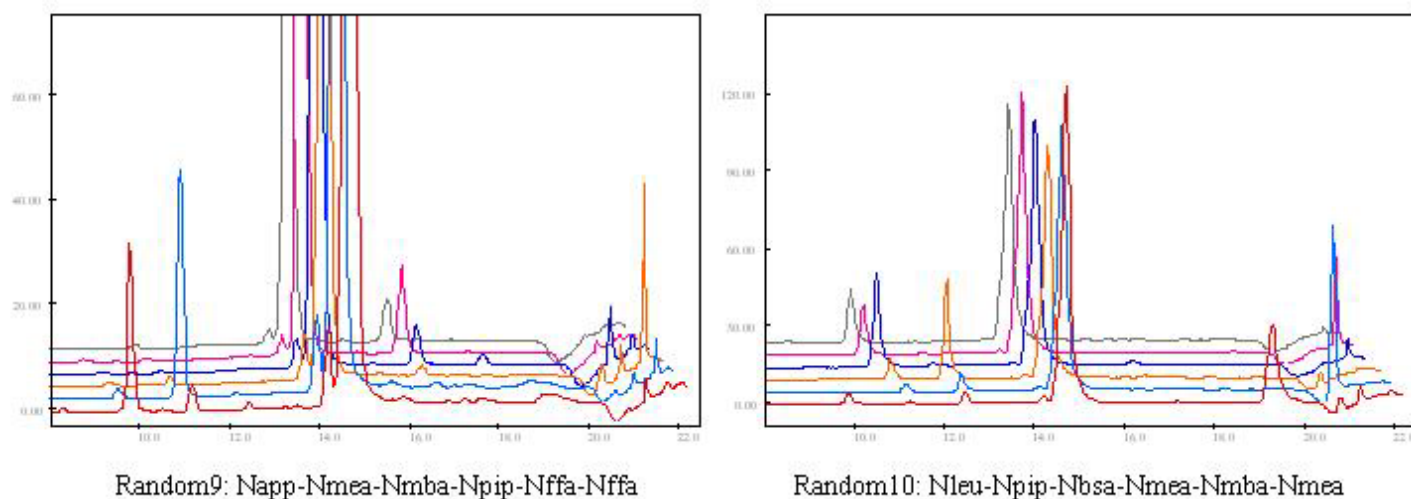 60.00
40.00
20.00
0.00
10.0 12.0 14.0 16.0 18.0 20.0 22.0
Random9: Napp-Nmea-Nmba-Npip-Nffa-Nffa
120.00
90.00
60.00
30.00
0.00
10.0 12.0 14.0 16.0 18.0 20.0 22.
Random10: Nleu-Npip-Nbsa-Nmea-Nmba-Nmea